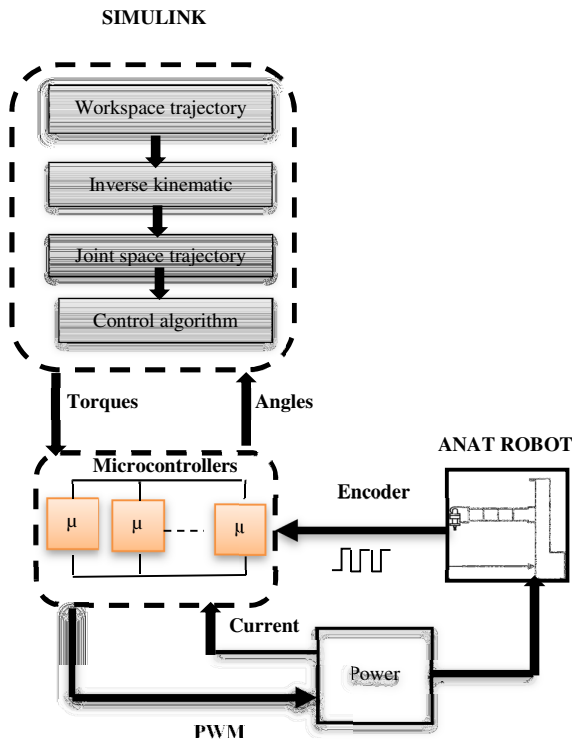 SIMULINK
Workspace trajectory
Inverse kinematic
Joint space trajectory
Control algorithm
Torques
Angles
Microcontrollers
µ
µ
µ
Encoder
ANAT ROBOT
Current
Power
PWM